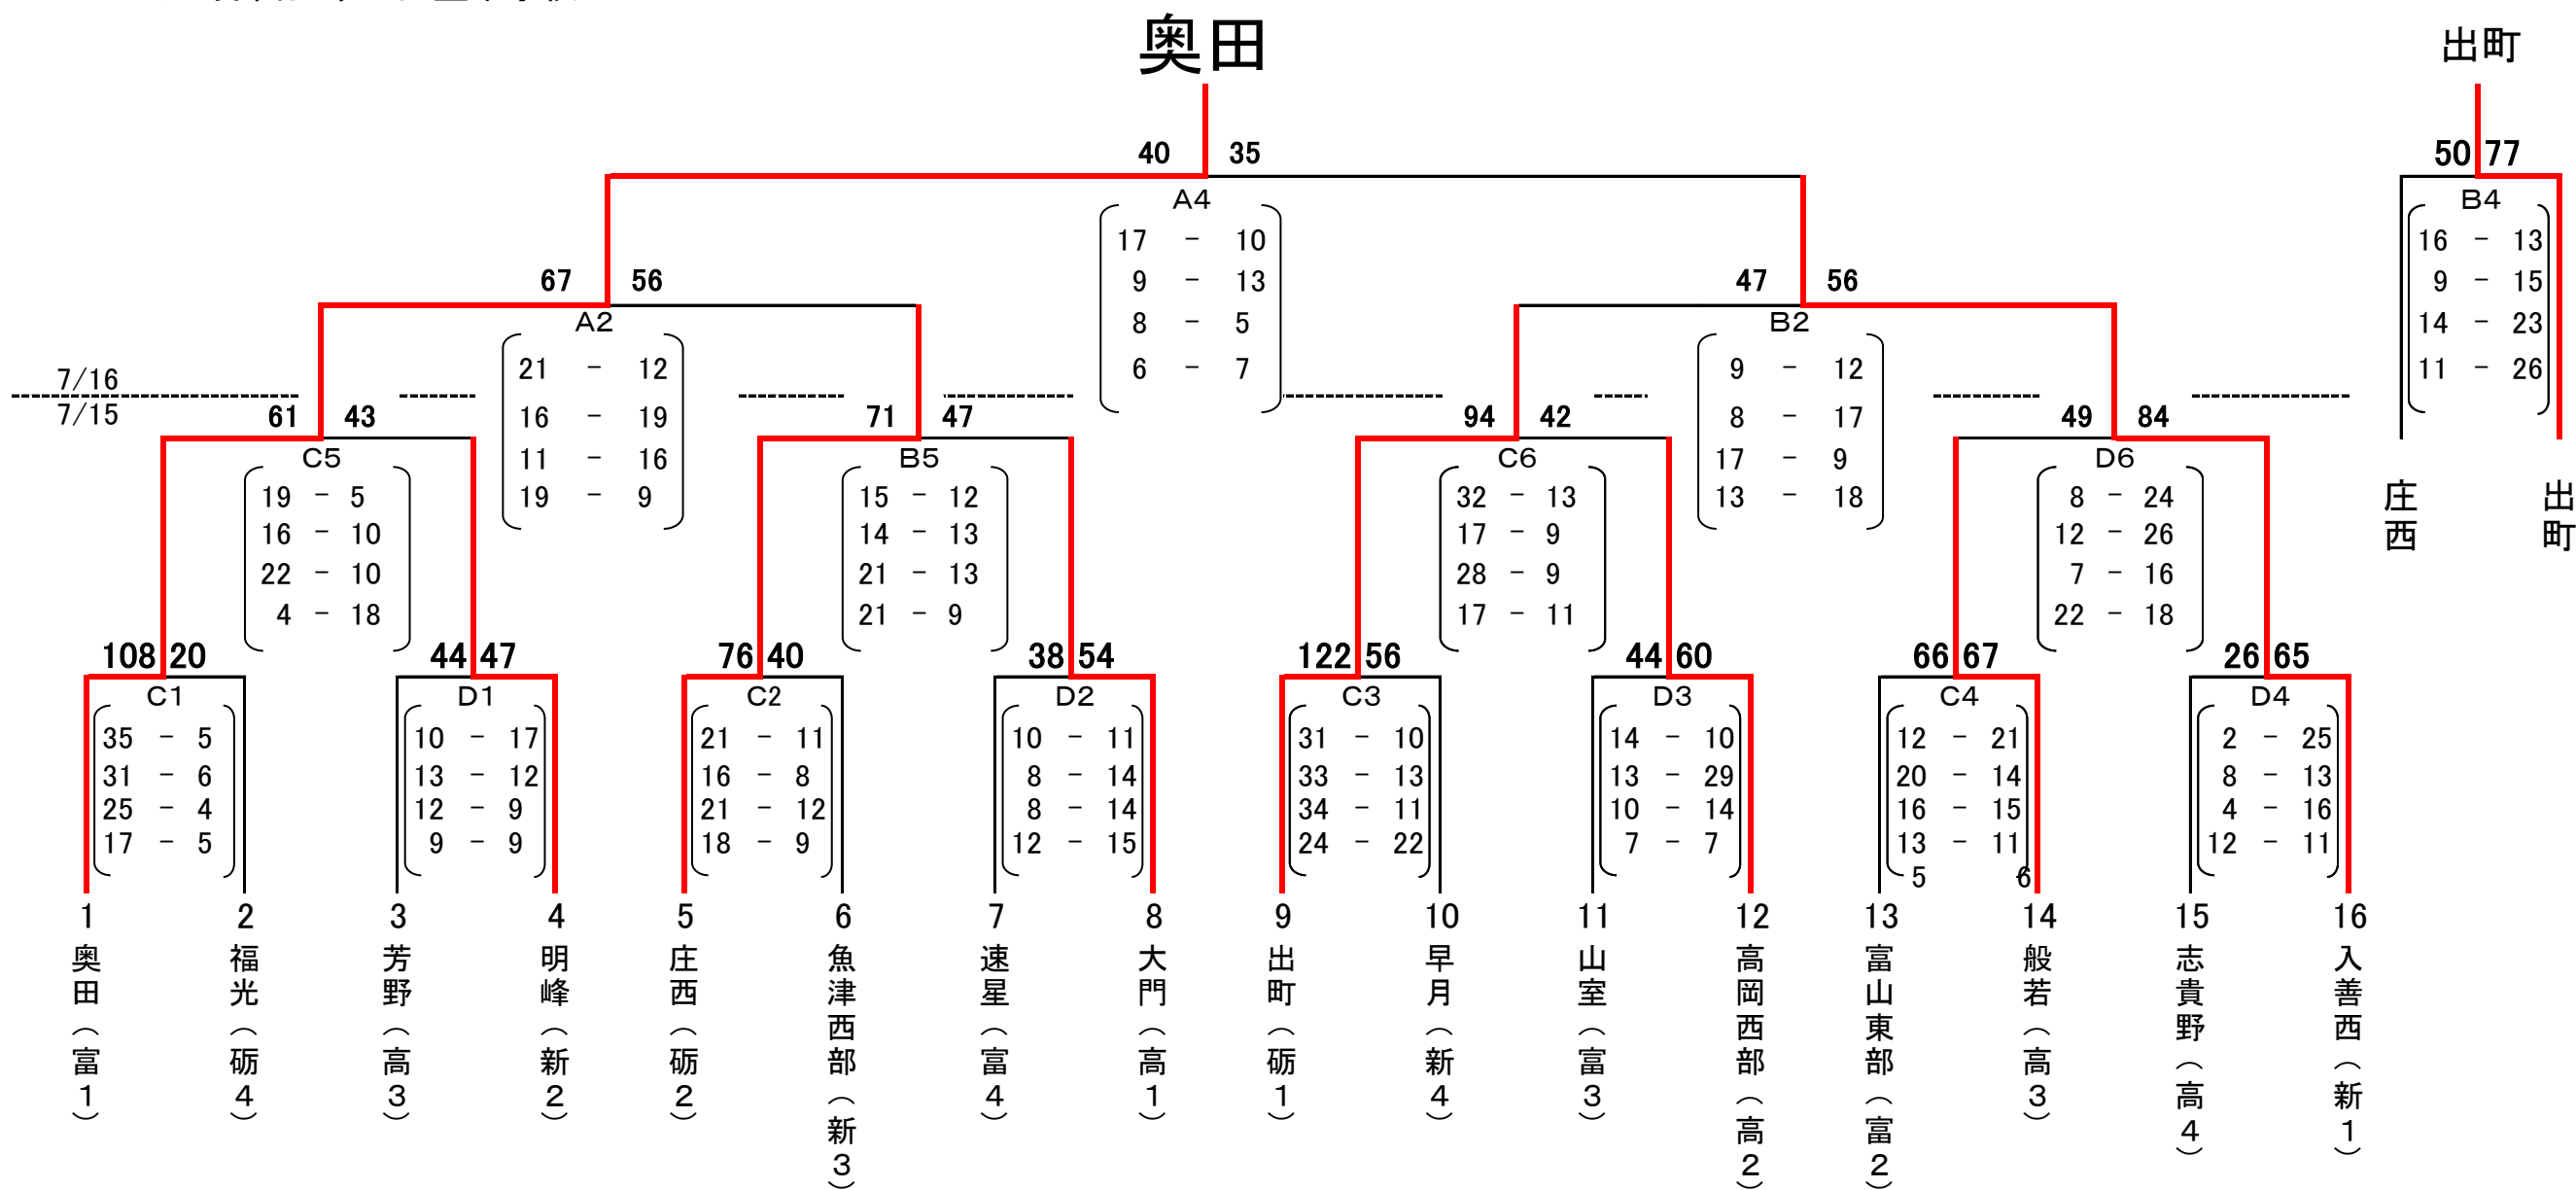 奥田
出町
40 35
50 77
A4
17 - 10
9 - 13
8 - 5
6 - 7
B4
16 - 13
9 - 15
14 - 23
11 - 26
庄西
出町
67 56
A2
21 - 12
16 - 19
11 - 16
19 - 9
47 56
B2
9 - 12
8 - 17
17 - 9
13 - 18
7/16
7/15
61 43
C5
19 - 5
16 - 10
22 - 10
4 - 18
71 47
B5
15 - 12
14 - 13
21 - 13
21 - 9
94 42
C6
32 - 13
17 - 9
28 - 9
17 - 11
49 84
D6
8 - 24
12 - 26
7 - 16
22 - 18
108 20
C1
35 - 5
31 - 6
25 - 4
17 - 5
44 47
D1
10 - 17
13 - 12
12 - 9
9 - 9
76 40
C2
21 - 11
16 - 8
21 - 12
18 - 9
38 54
D2
10 - 11
8 - 14
8 - 14
12 - 15
122 56
C3
31 - 10
33 - 13
34 - 11
24 - 22
44 60
D3
14 - 10
13 - 29
10 - 14
7 - 7
66 67
C4
12 - 21
20 - 14
16 - 15
13 - 11
5 6
26 65
D4
2 - 25
8 - 13
4 - 16
12 - 11
1 2 3 4 5 6 7 8 9 10 11 12 13 14 15 16
奥田（富１）
福光（砺４）
芳野（高３）
明峰（新２）
庄西（砺２）
魚津西部（新３）
速星（富４）
大門（高１）
出町（砺１）
早月（新４）
山室（富３）
高岡西部（高２）
富山東部（富２）
般若（高３）
志貴野（高４）
入善西（新１）